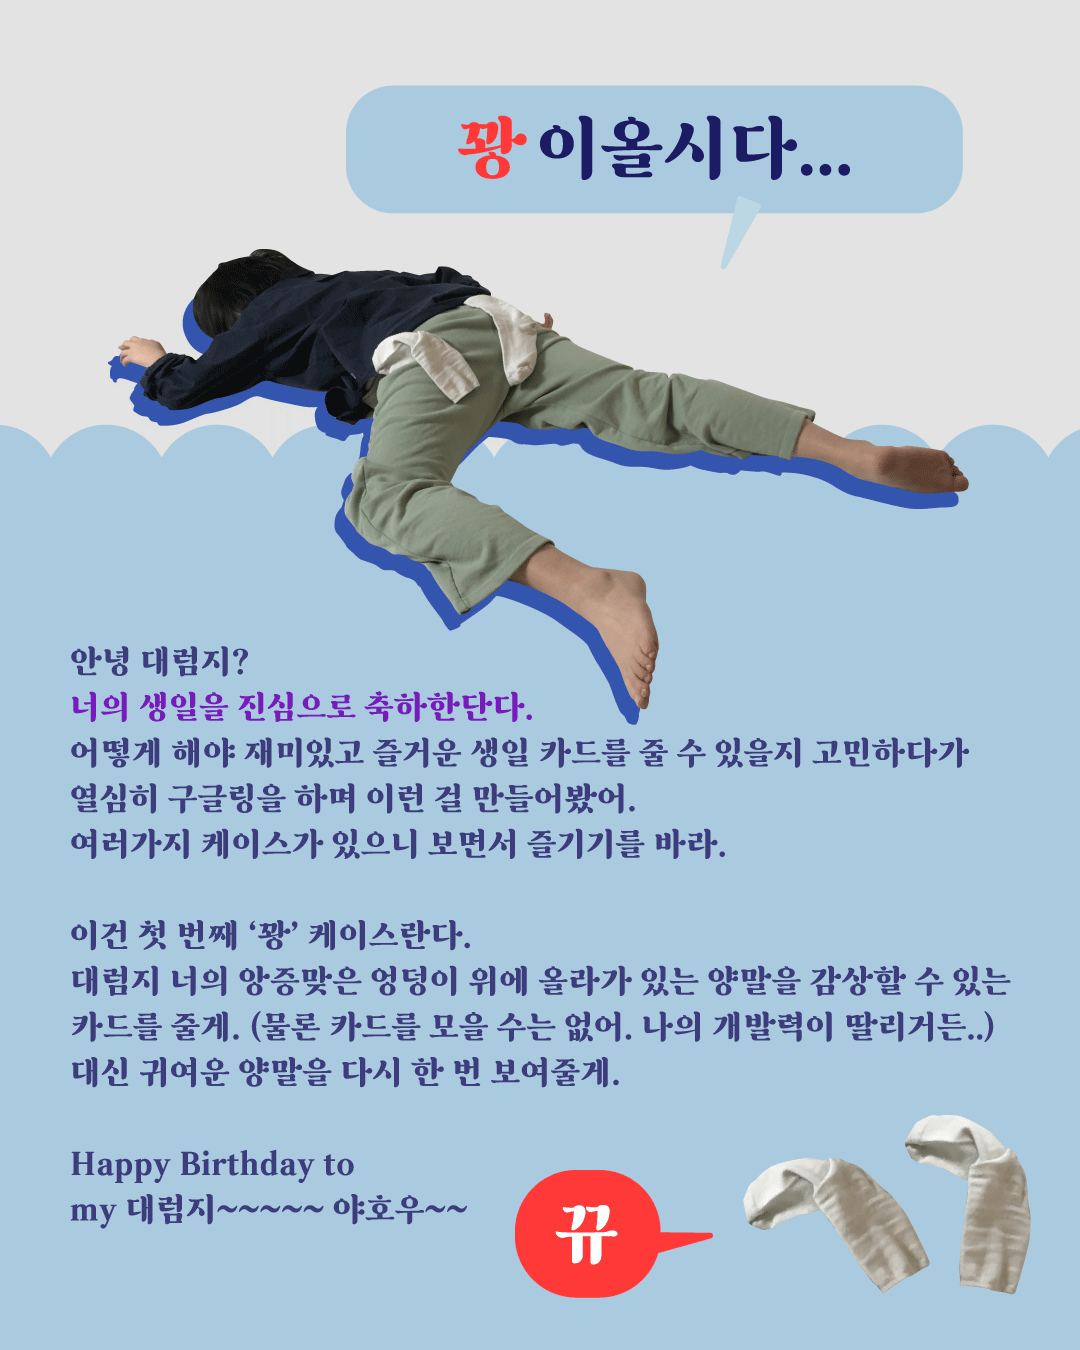 꽝 이올시다...
안녕 대럼지?
너의 생일을 진심으로 축하한단다.
어떻게 해야 재미있고 즐거운 생일 카드를 줄 수 있을지 고민하다가
열심히 구글링을 하며 이런 걸 만들어봤어.
여러가지 케이스가 있으니 보면서 즐기기를 바라.
이건 첫 번째 ‘꽝’ 케이스란다.
대럼지 너의 앙증맞은 엉덩이 위에 올라가 있는 양말을 감상할 수 있는
카드를 줄게. (물론 카드를 모을 수는 없어. 나의 개발력이 딸리거든..)
대신 귀여운 양말을 다시 한 번 보여줄게.
Happy Birthday to
my 대럼지~~~~~ 야호우~~
뀨